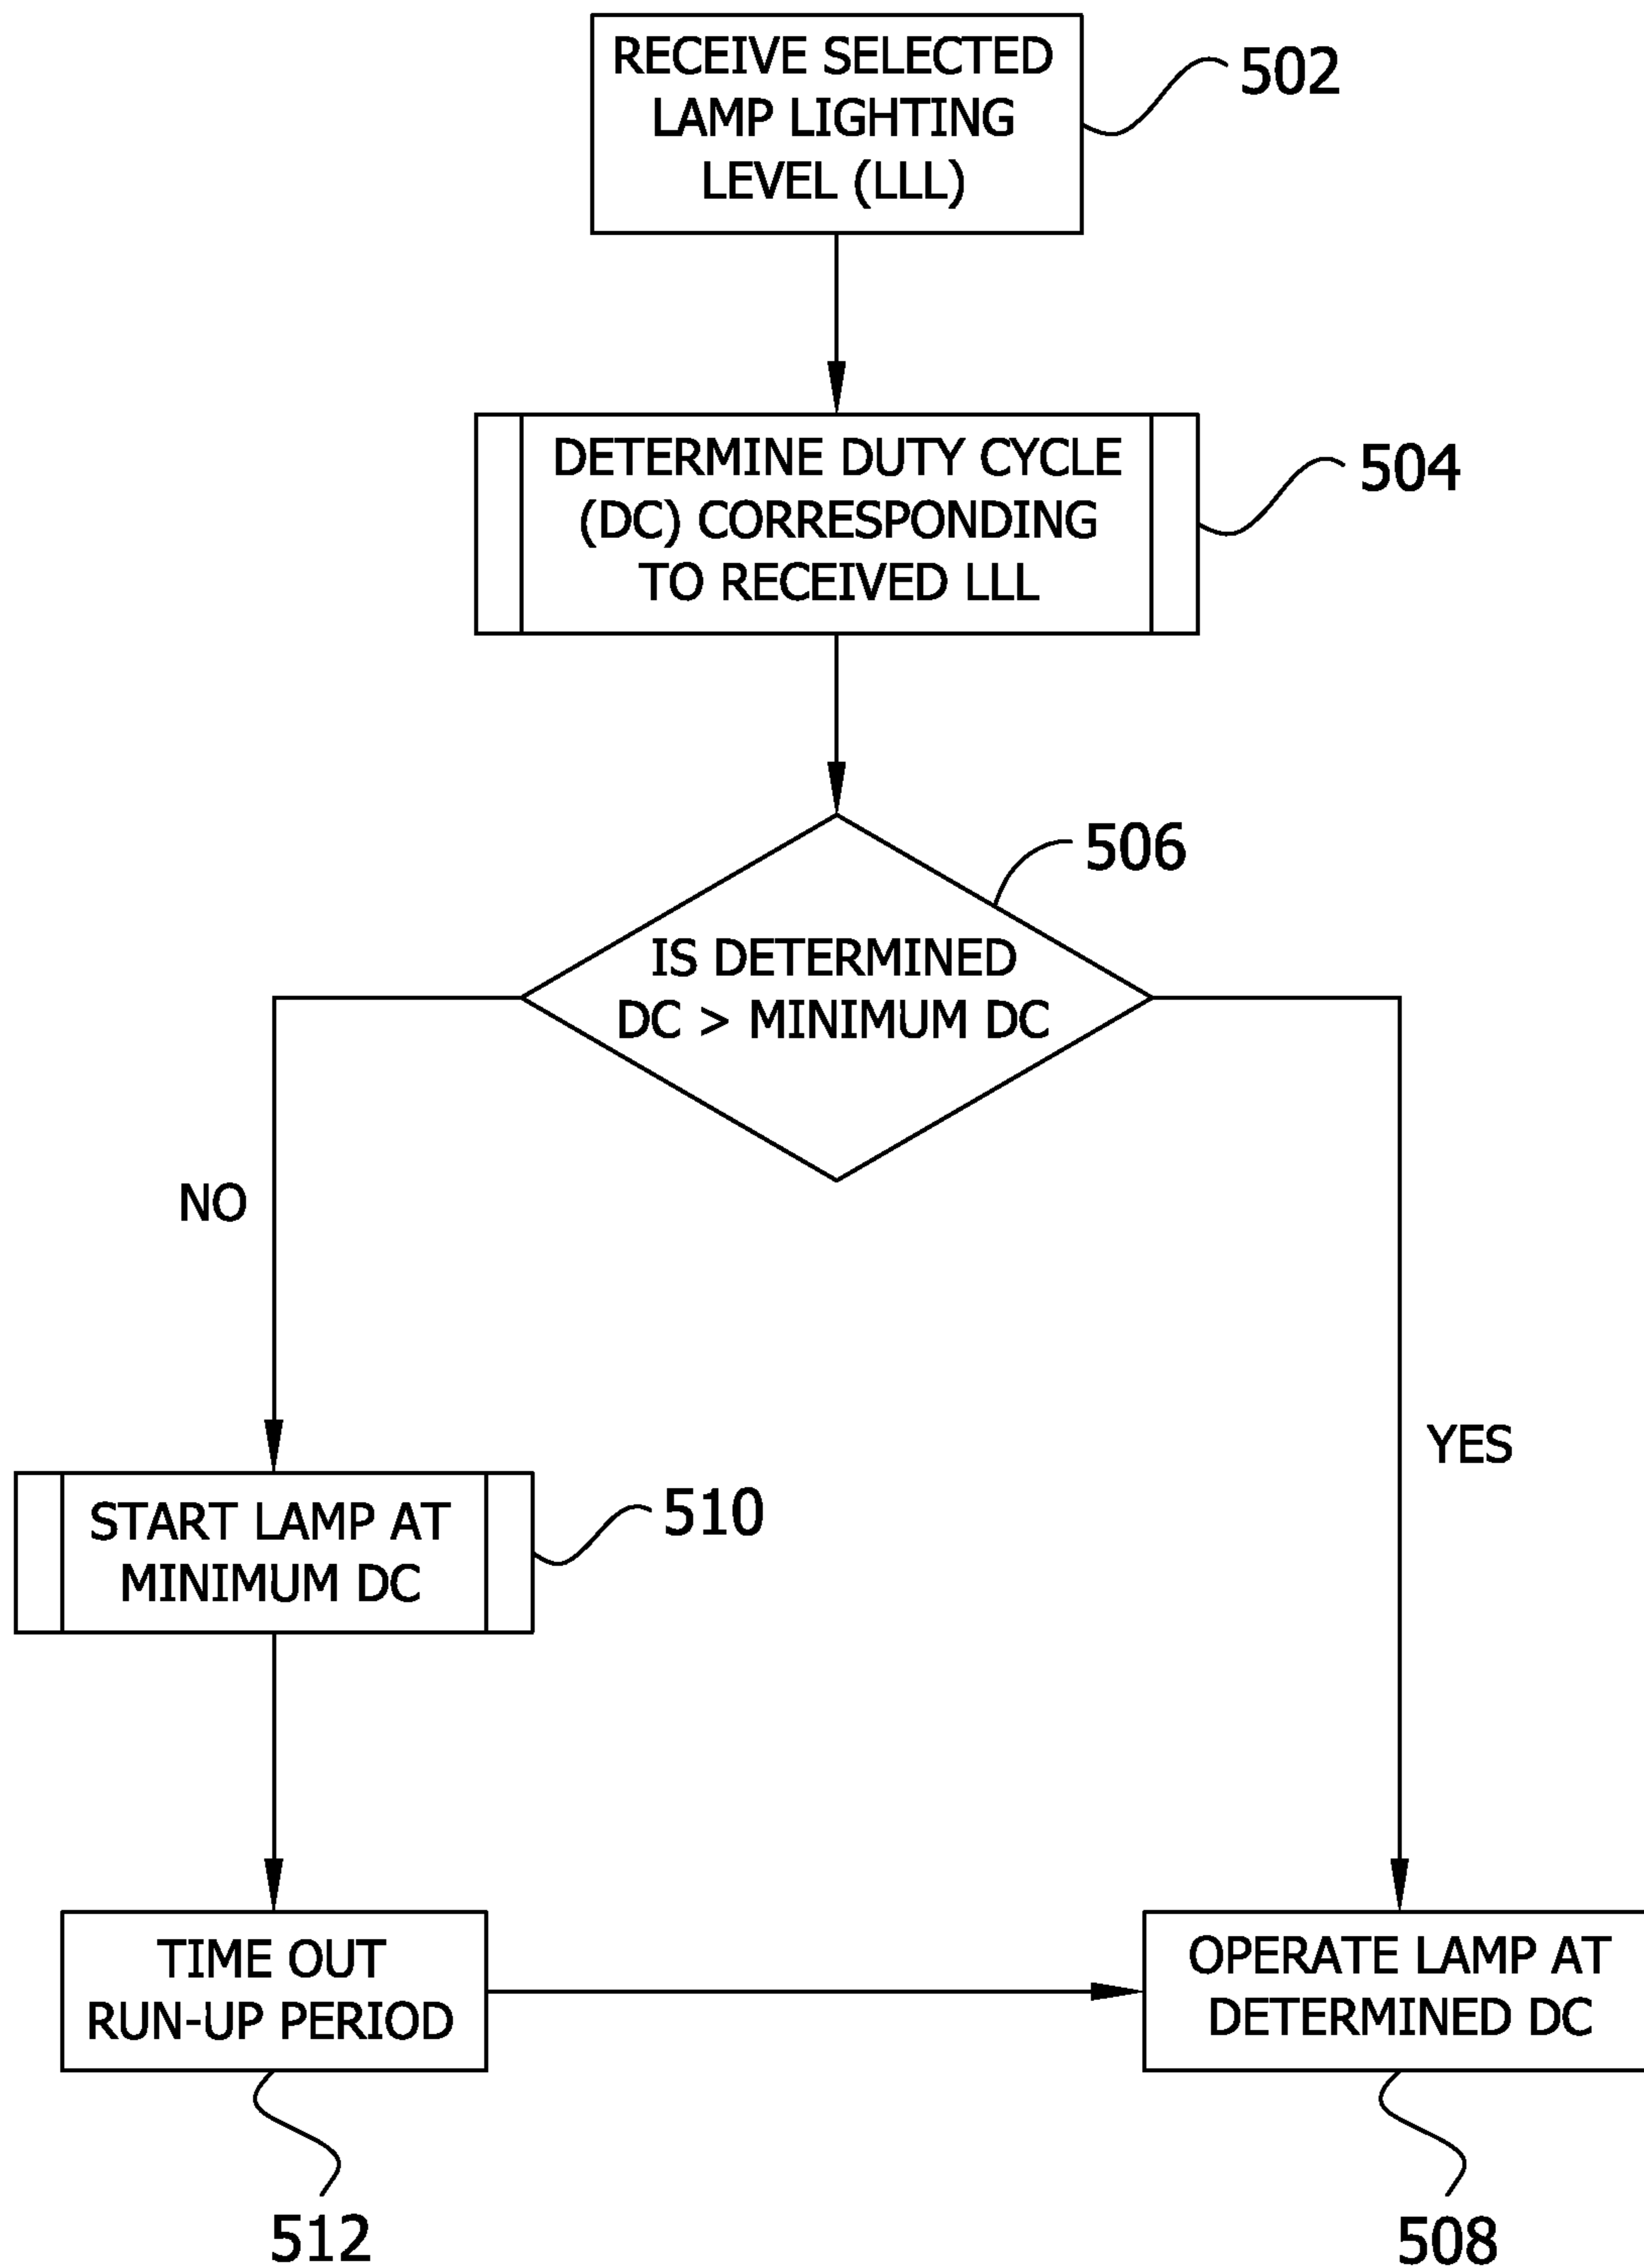 RECEIVE SELECTED
LAMP LIGHTING
LEVEL (LLL)
502
DETERMINE DUTY CYCLE
(DC) CORRESPONDING
TO RECEIVED LLL
504
506
IS DETERMINED
DC > MINIMUM DC
NO
YES
START LAMP AT
MINIMUM DC
510
TIME OUT
RUN-UP PERIOD
OPERATE LAMP AT
DETERMINED DC
512
508